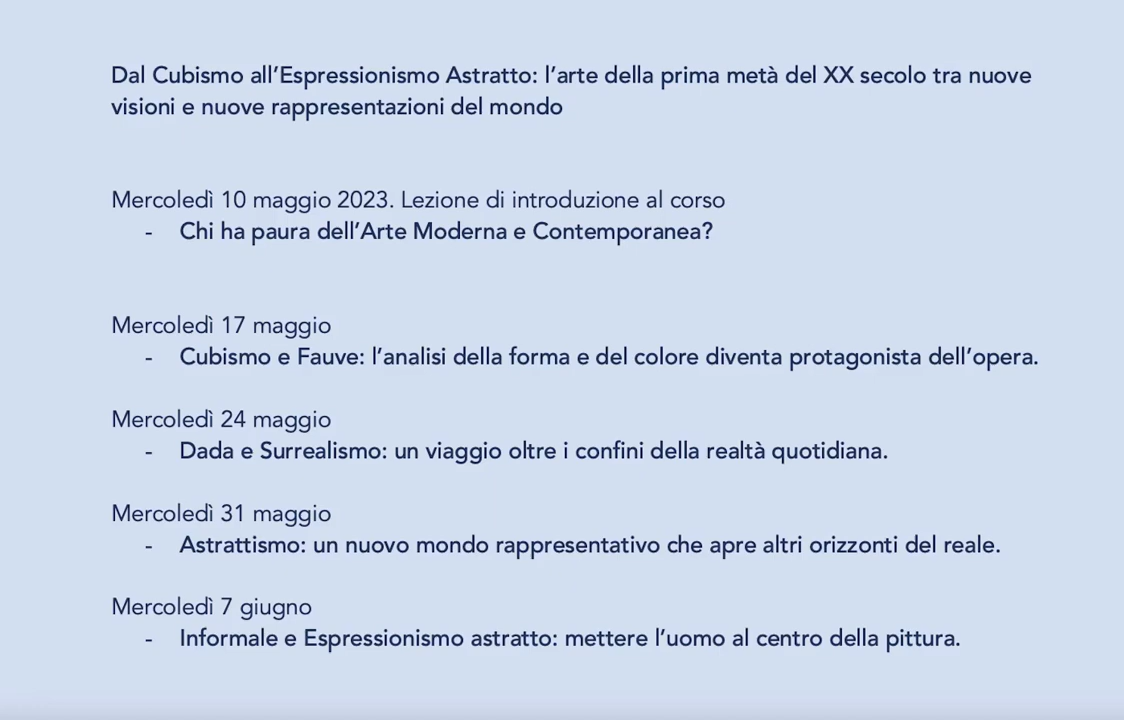 Dal Cubismo all’Espressionismo Astratto: l’arte della prima metà del XX secolo tra nuove
visioni e nuove rappresentazioni del mondo
Mercoledì 10 maggio 2023. Lezione di introduzione al corso
- Chi ha paura dell’Arte Moderna e Contemporanea?
Mercoledì 17 maggio
- Cubismo e Fauve: l’analisi della forma e del colore diventa protagonista dell’opera.
Mercoledì 24 maggio
- Dada e Surrealismo: un viaggio oltre i confini della realtà quotidiana.
Mercoledì 31 maggio
- Astrattismo: un nuovo mondo rappresentativo che apre altri orizzonti del reale.
Mercoledì 7 giugno
- Informale e Espressionismo astratto: mettere l’uomo al centro della pittura.